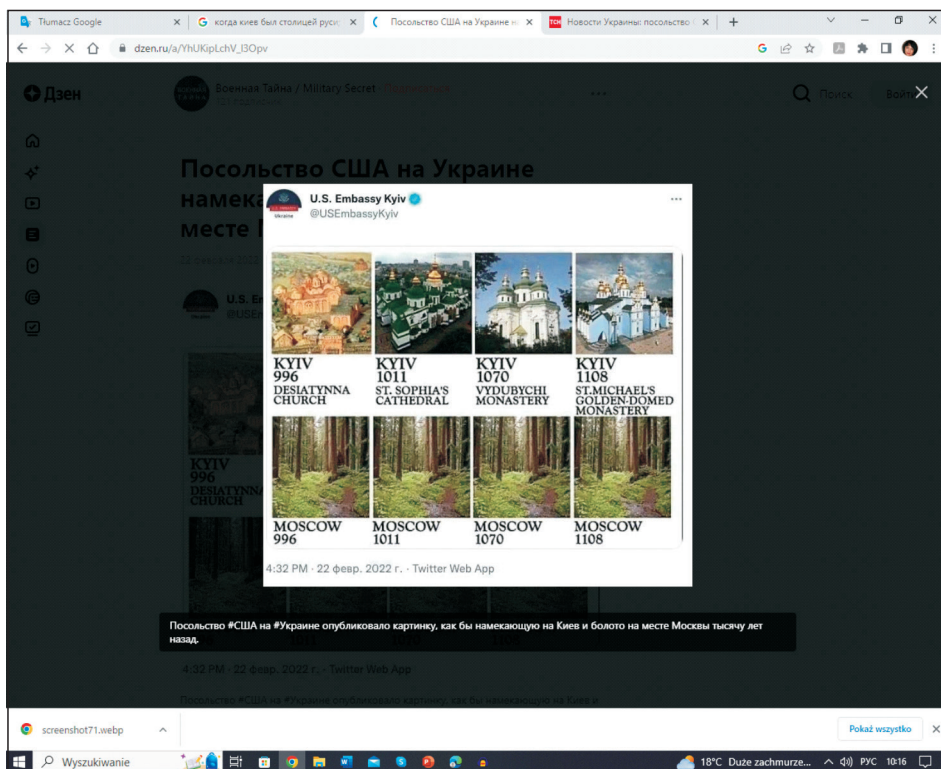 Tłumacz Google
когда киев был столицей руси
Посольство США на Украине н
Новости Украины: посольство
dzen.ru/a/YhUKipLchV_I3Opv
Дзен
Военная Тайна / Military Secret
Поиск
Войт
Посольство США на Украине
намека
месте
U.S. Embassy Kyiv
@USEmbassyKyiv
KYIV KYIV KYIV KYIV
996 1011 1070 1108
DESIATYNNA ST. SOPHIA'S VYDUBYCHI ST.MICHAEL'S
CHURCH CATHEDRAL MONASTERY GOLDEN-DOMED
MONASTERY
MOSCOW MOSCOW MOSCOW MOSCOW
996 1011 1070 1108
4:32 PM · 22 февр. 2022 г. · Twitter Web App
KYIV
996
DESIATYNNA
CHURCH
Посольство #США на #Украине опубликовало картинку, как бы намекающую на Киев и болото на месте Москвы тысячу лет
назад.
4:32 PM · 22 февр. 2022 г. · Twitter Web App
Посольство #США на #Украине опубликовало картинку, как бы намекающую на Киев и
screenshot71.webp
Pokaż wszystko
Wyszukiwanie
18°C Duże zachmurze...
РУС
10:16